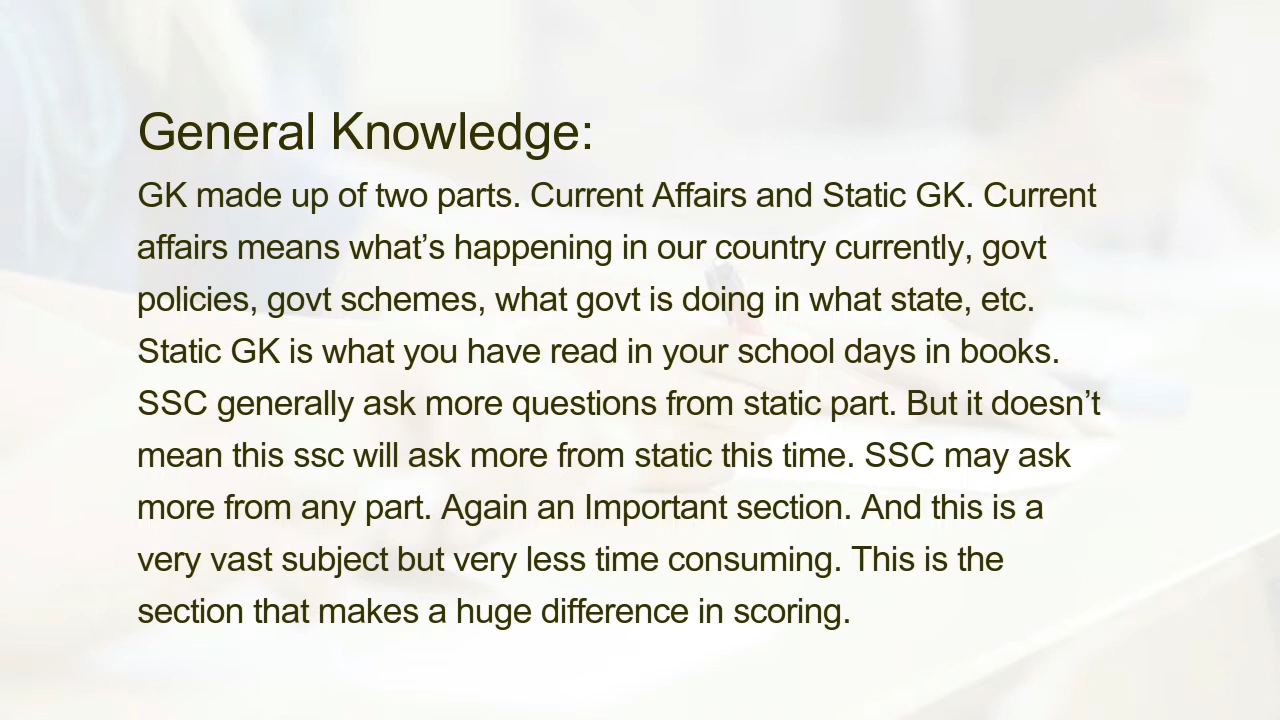 General Knowledge:
GK made up of two parts. Current Affairs and Static GK. Current
affairs means what’s happening in our country currently, govt
policies, govt schemes, what govt is doing in what state, etc.
Static GK is what you have read in your school days in books.
SSC generally ask more questions from static part. But it doesn’t
mean this ssc will ask more from static this time. SSC may ask
more from any part. Again an Important section. And this is a
very vast subject but very less time consuming. This is the
section that makes a huge difference in scoring.